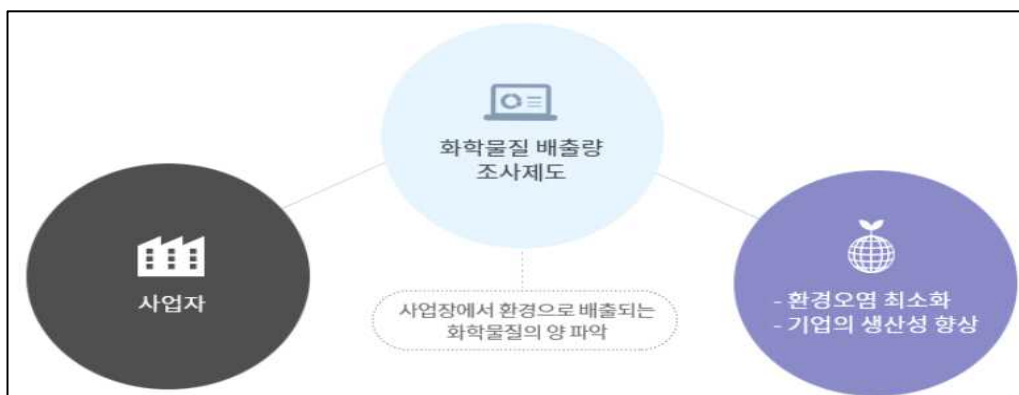 화학물질 배출량
조사제도
사업자
사업장에서 환경으로 배출되는
화학물질의 양 파악
- 환경오염 최소화
- 기업의 생산성 향상